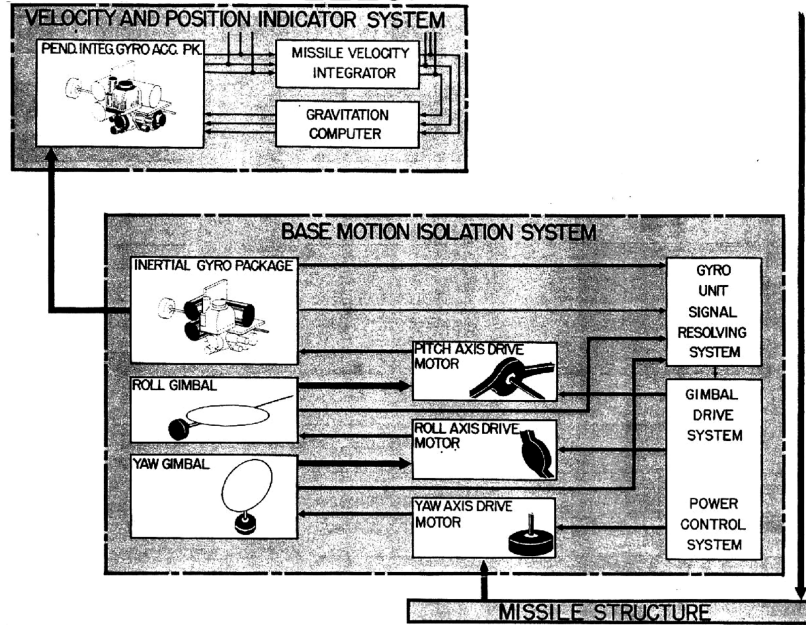 VELOCITY AND POSITION INDICATOR SYSTEM
PEND. INTEG. GYRO ACC. PK.
MISSILE VELOCITY
INTEGRATOR
GRAVITATION
COMPUTER
BASE MOTION ISOLATION SYSTEM
INERTIAL GYRO PACKAGE
GYRO
UNIT
SIGNAL
RESOLVING
SYSTEM
PITCH AXIS DRIVE
MOTOR
ROLL GIMBAL
GIMBAL
DRIVE
SYSTEM
ROLL AXIS DRIVE
MOTOR
YAW GIMBAL
YAW AXIS DRIVE
MOTOR
POWER
CONTROL
SYSTEM
MISSILE STRUCTURE